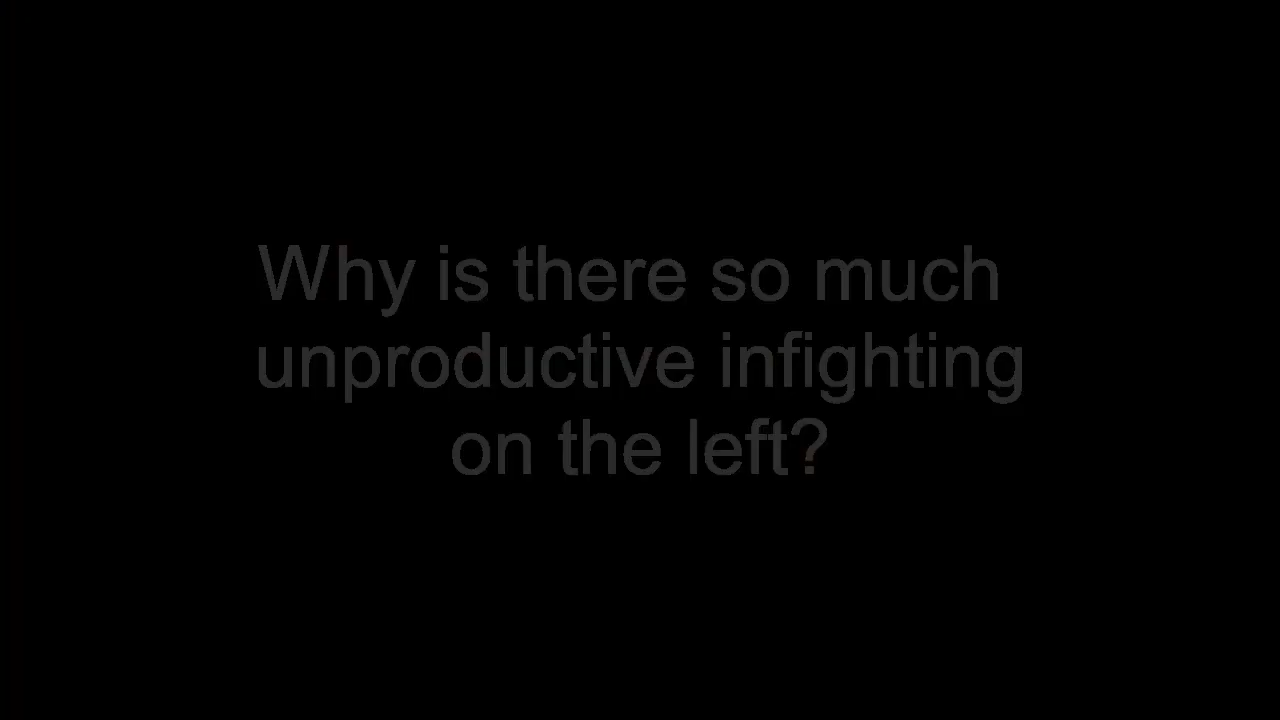 Why is there so much
unproductive infighting
on the left?